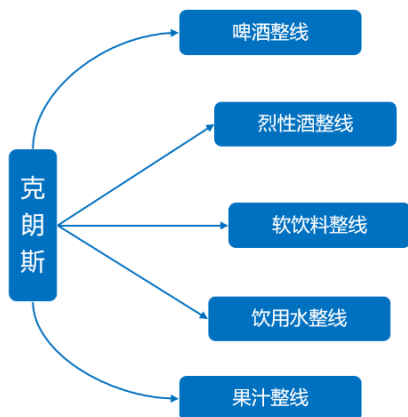 啤酒整线
烈性酒整线
克朗斯
软饮料整线
饮用水整线
果汁整线